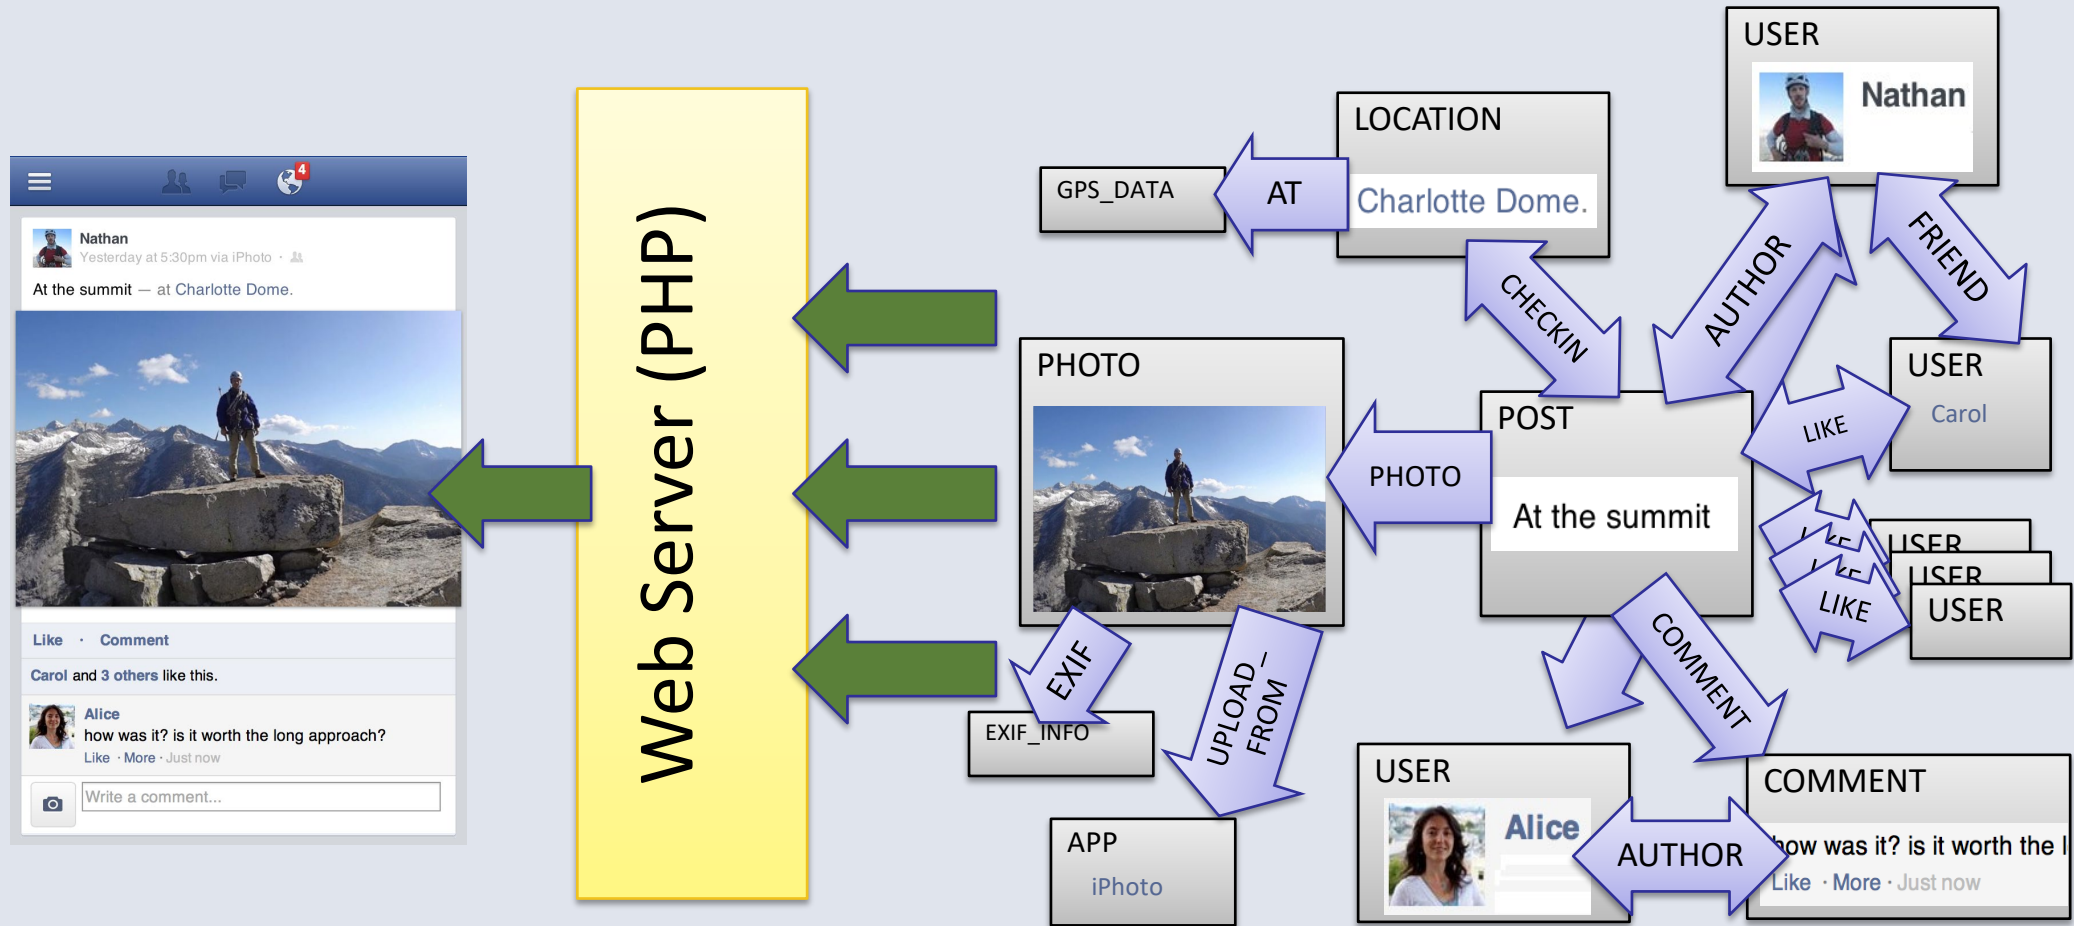 4
Nathan
Yesterday at 5:30pm via iPhoto ·
At the summit — at Charlotte Dome.
Like · Comment
Carol and 3 others like this.
Alice
how was it? is it worth the long approach?
Like · More · Just now
Write a comment...
Web Server (PHP)
GPS_DATA
AT
LOCATION
Charlotte Dome.
CHECKIN
USER
Nathan
AUTHOR
FRIEND
USER
Carol
LIKE
PHOTO
PHOTO
POST
At the summit
LIKE
USER
LIKE
USER
LIKE
USER
EXIF
EXIF_INFO
UPLOAD_
FROM
APP
iPhoto
COMMENT
USER
Alice
AUTHOR
COMMENT
how was it? is it worth the l
Like · More · Just now